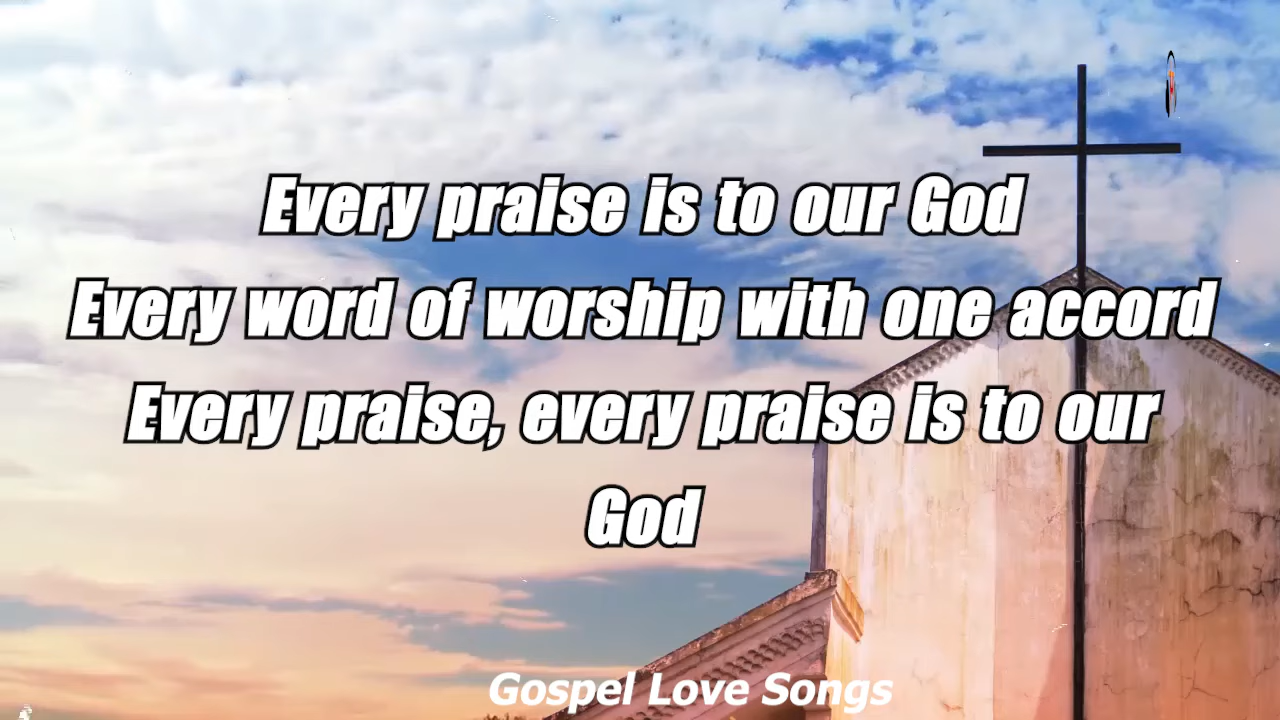 Every praise is to our God
Every word of worship with one accord
Every praise, every praise is to our
God
Gospel Love Songs